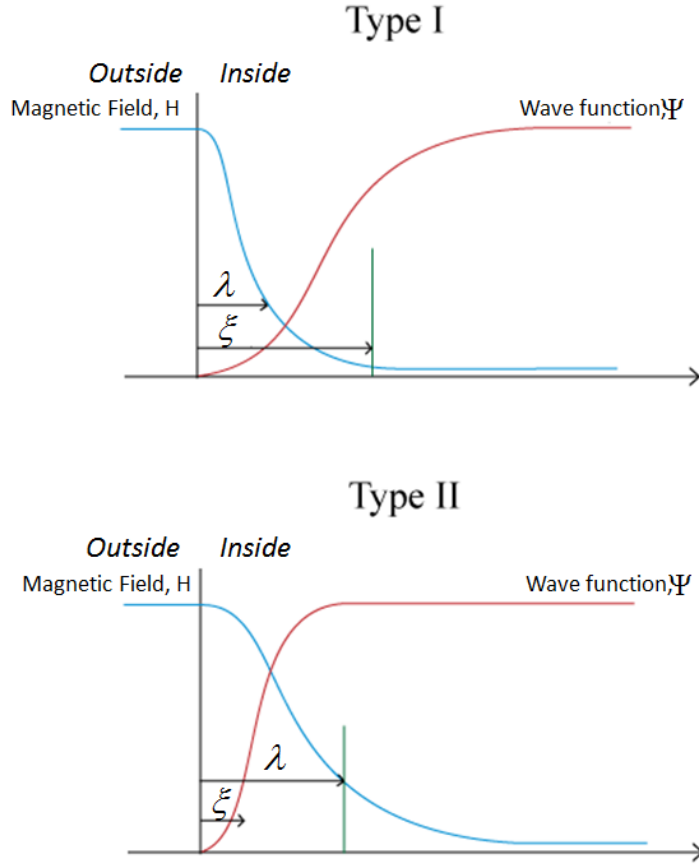 Type I
Outside Inside
Magnetic Field, H Wave function,Ψ
λ
ξ
Type II
Outside Inside
Magnetic Field, H Wave function,Ψ
λ
ξ